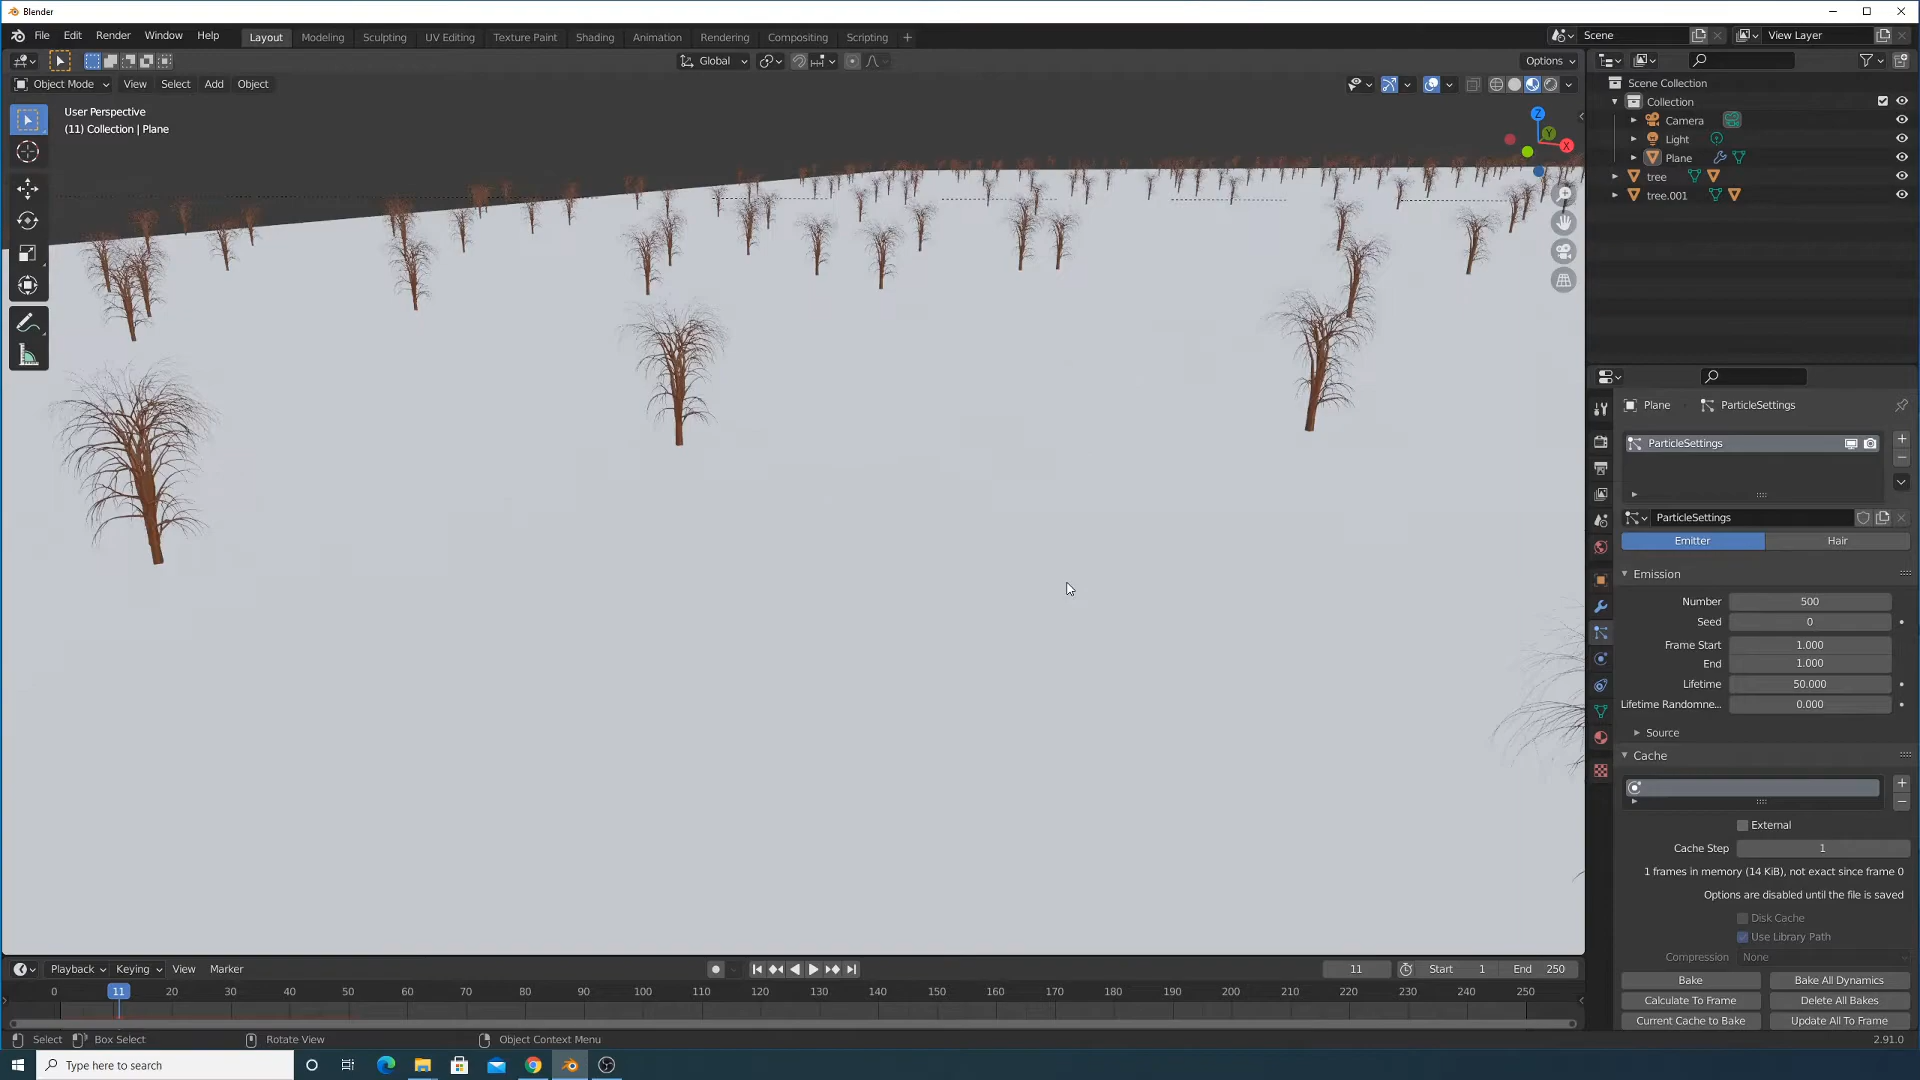 Blender
File Edit Render Window Help
Layout Modeling Sculpting UV Editing Texture Paint Shading Animation Rendering Compositing Scripting +
Scene
View Layer
Global
Options
Object Mode View Select Add Object
User Perspective
(11) Collection | Plane
Z
Y
X
Scene Collection
Collection
Camera
Light
Plane
tree
tree.001
Plane ParticleSettings
ParticleSettings
ParticleSettings
Emitter Hair
Emission
Number 500
Seed 0
Frame Start 1.000
End 1.000
Lifetime 50.000
Lifetime Randomne... 0.000
Source
Cache
External
Cache Step 1
1 frames in memory (14 KiB), not exact since frame 0
Options are disabled until the file is saved
Disk Cache
Use Library Path
Compression None
Bake Bake All Dynamics
Calculate To Frame Delete All Bakes
Current Cache to Bake Update All To Frame
Playback Keying View Marker
11 Start 1 End 250
0 11 20 30 40 50 60 70 80 90 100 110 120 130 140 150 160 170 180 190 200 210 220 230 240 250
Select Box Select Rotate View Object Context Menu
2.91.0
Type here to search